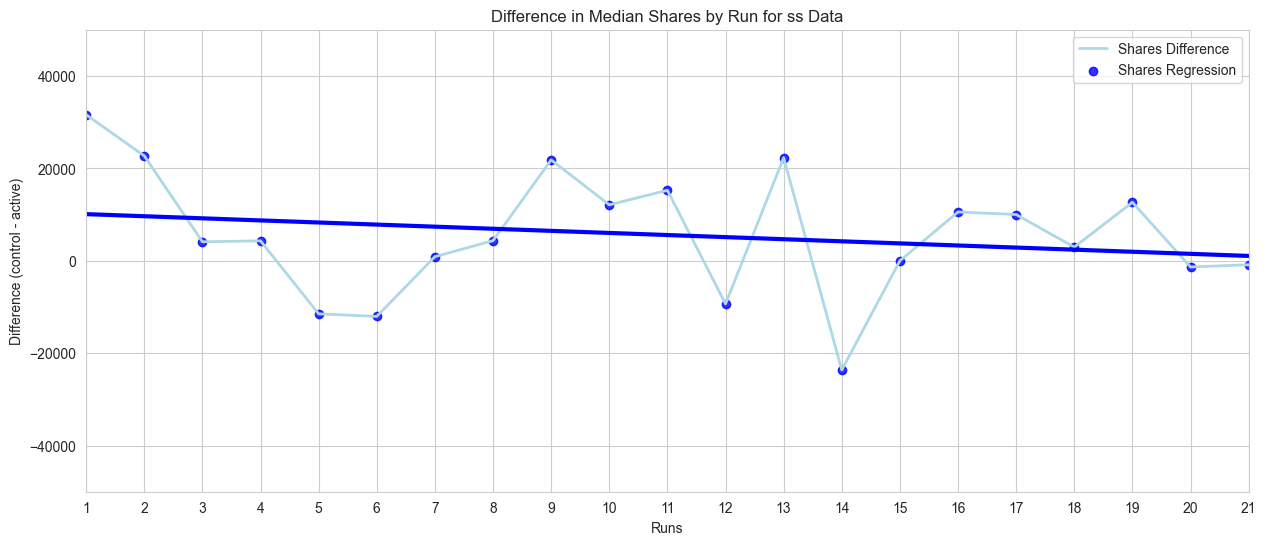 Difference in Median Shares by Run for ss Data
Shares Difference
Shares Regression
Difference (control - active)
40000
20000
0
−20000
−40000
1 2 3 4 5 6 7 8 9 10 11 12 13 14 15 16 17 18 19 20 21
Runs